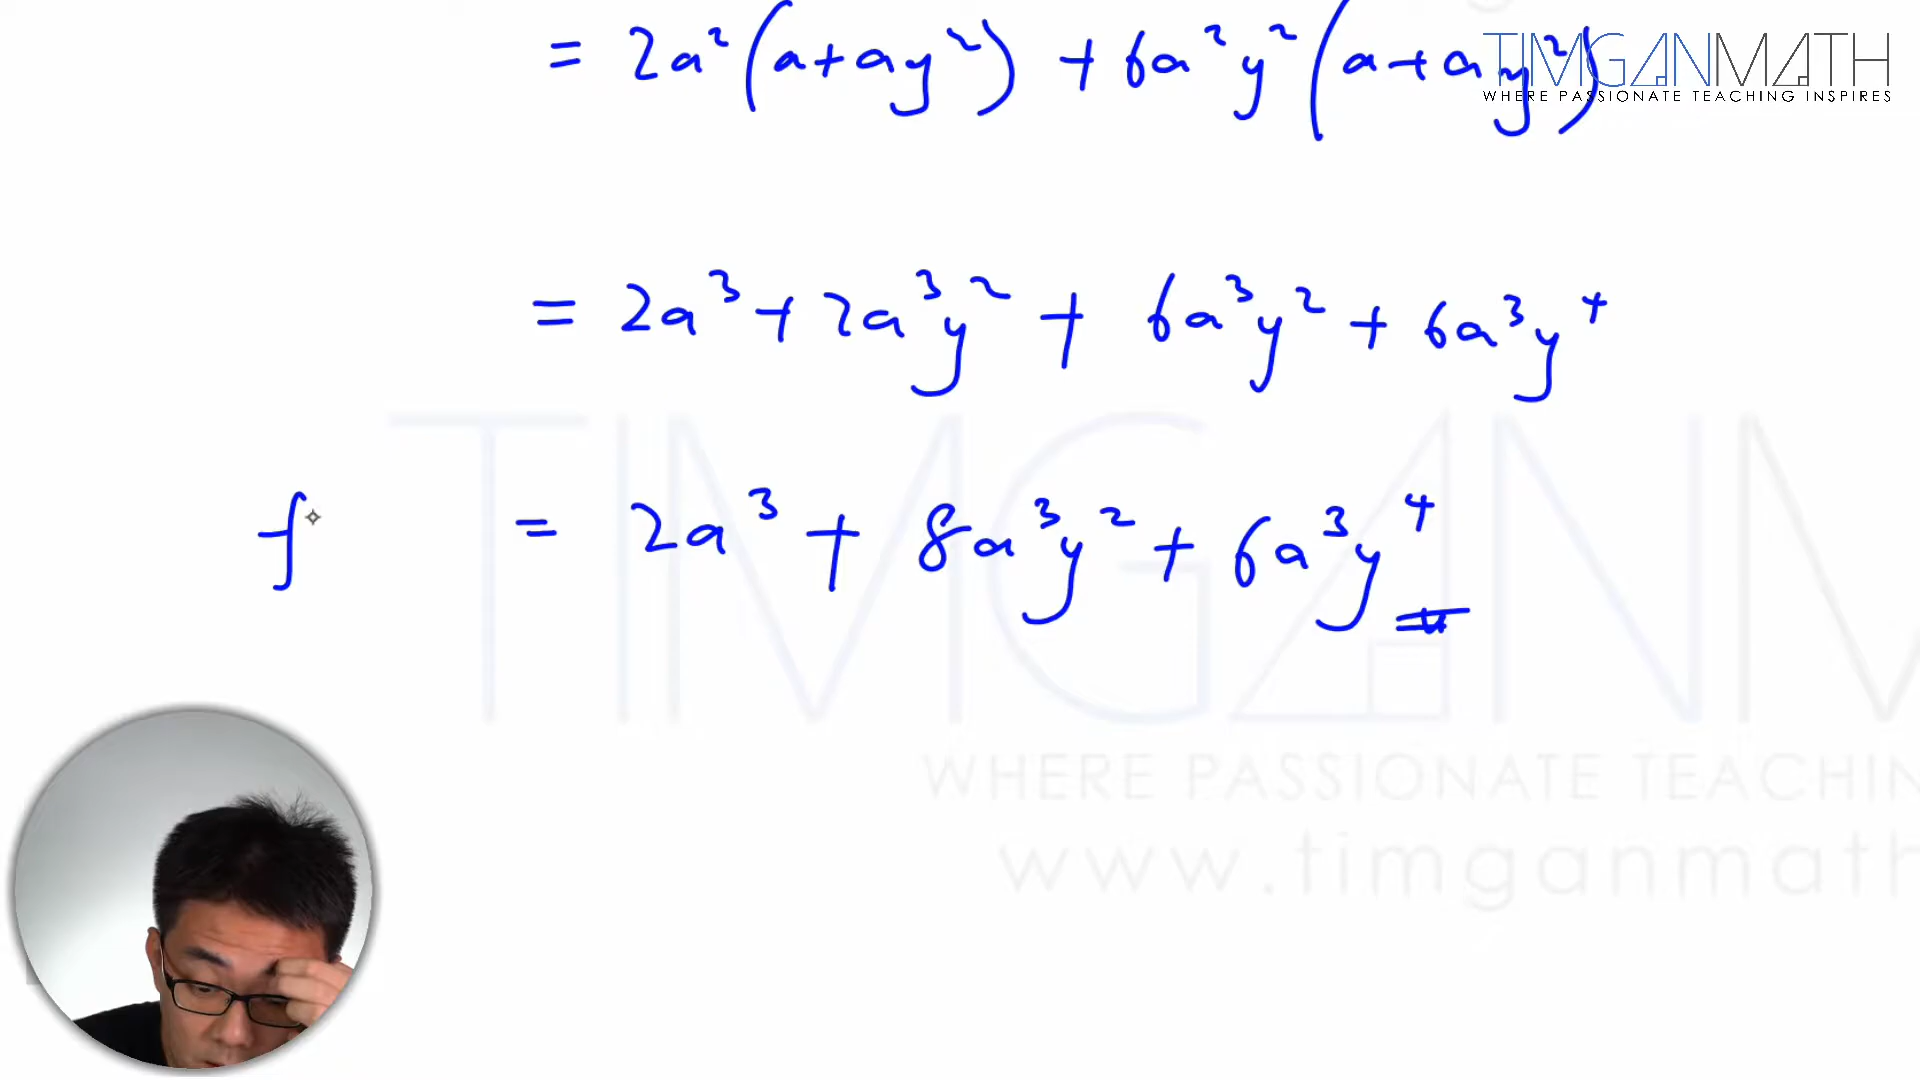 = 2a²(a+ay²) + 6a²y²(a+ay²)
TIMGANMATH
WHERE PASSIONATE TEACHING INSPIRES
= 2a³ + 2a³y² + 6a³y² + 6a³y⁴
f = 2a³ + 8a³y² + 6a³y⁴
TIMGANM
WHERE PASSIONATE TEACHIN
www.timganmath